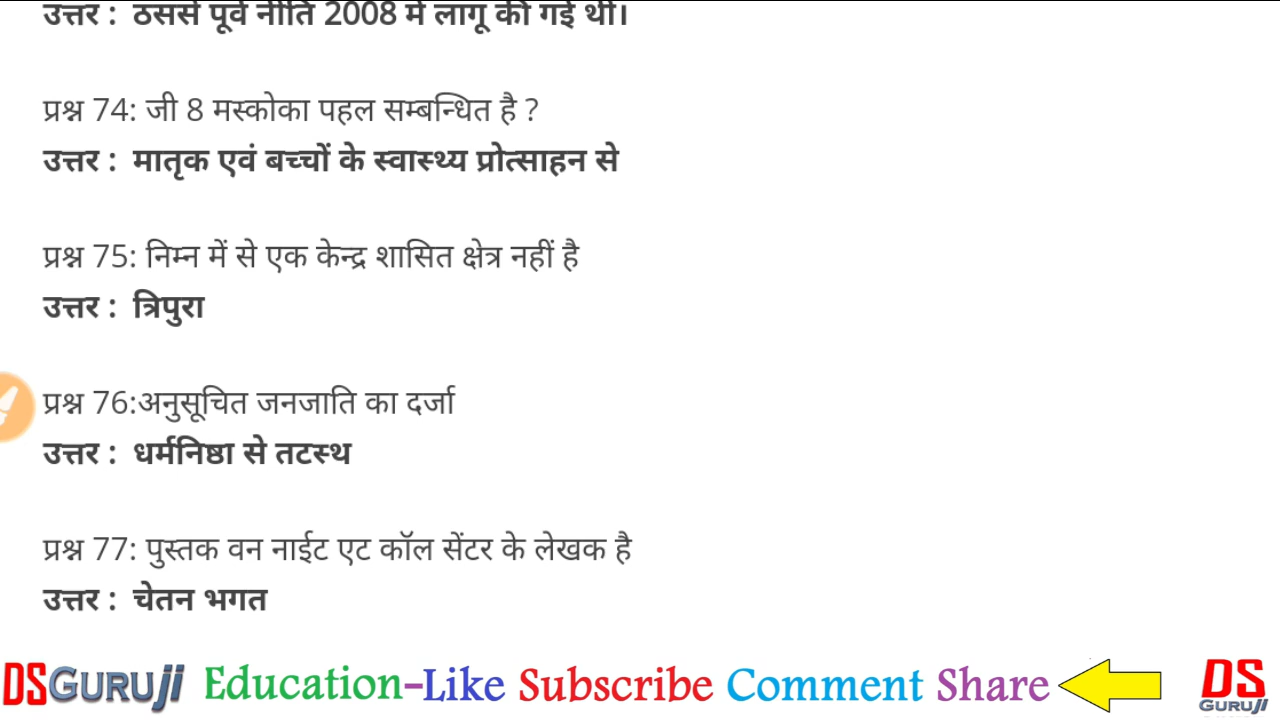 उत्तर : ठससे पूर्व नीति 2008 में लागू की गई थी।
प्रश्न 74: जी 8 मस्कोका पहल सम्बन्धित है ?
उत्तर : मातृक एवं बच्चों के स्वास्थ्य प्रोत्साहन से
प्रश्न 75: निम्न में से एक केन्द्र शासित क्षेत्र नहीं है
उत्तर : त्रिपुरा
प्रश्न 76:अनुसूचित जनजाति का दर्जा
उत्तर : धर्मनिष्ठा से तटस्थ
प्रश्न 77: पुस्तक वन नाईट एट कॉल सेंटर के लेखक है
उत्तर : चेतन भगत
DSGURUji Education-Like Subscribe Comment Share DS
GURUji